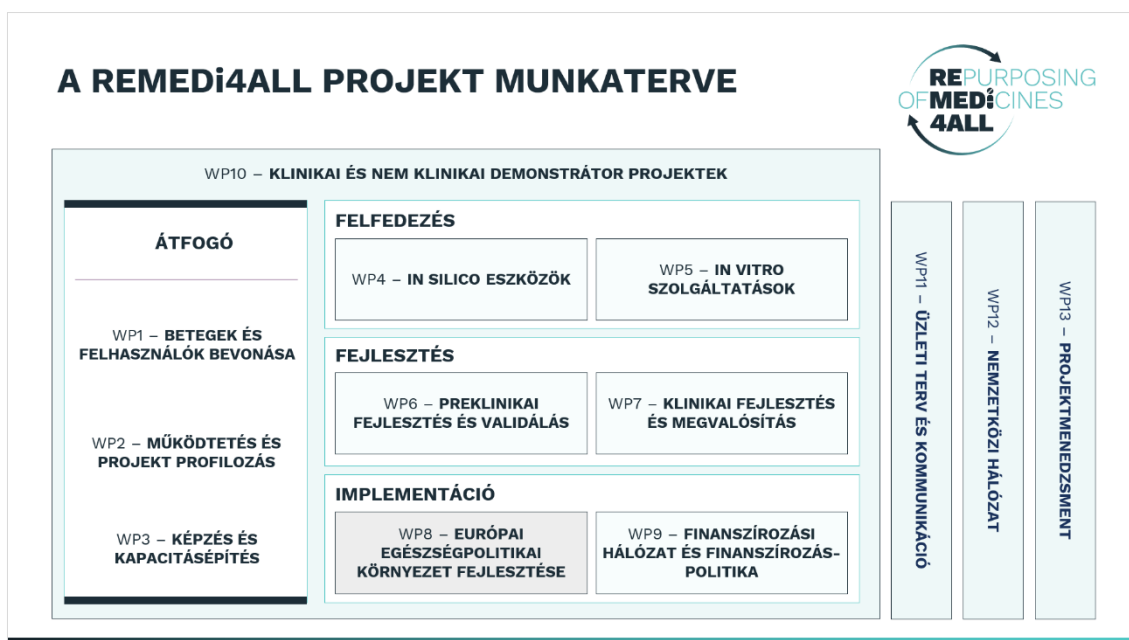 A REMEDi4ALL PROJEKT MUNKATERVE
REPURPOSING
OFMEDiCINES
4ALL
WP10 – KLINIKAI ÉS NEM KLINIKAI DEMONSTRÁTOR PROJEKTEK
ÁTFOGÓ
WP1 – BETEGEK ÉS
FELHASZNÁLÓK BEVONÁSA
WP2 – MŰKÖDTETÉS ÉS
PROJEKT PROFILOZÁS
WP3 – KÉPZÉS ÉS
KAPACITÁSÉPÍTÉS
FELFEDEZÉS
WP4 – IN SILICO ESZKÖZÖK
WP5 – IN VITRO
SZOLGÁLTATÁSOK
FEJLESZTÉS
WP6 – PREKLINIKAI
FEJLESZTÉS ÉS VALIDÁLÁS
WP7 – KLINIKAI FEJLESZTÉS
ÉS MEGVALÓSÍTÁS
IMPLEMENTÁCIÓ
WP8 – EURÓPAI
EGÉSZSÉGPOLITIKAI
KÖRNYEZET FEJLESZTÉSE
WP9 – FINANSZÍROZÁSI
HÁLÓZAT ÉS FINANSZÍROZÁS-
POLITIKA
WP11 – ÜZLETI TERV ÉS KOMMUNIKÁCIÓ
WP12 – NEMZETKÖZI HÁLÓZAT
WP13 – PROJEKTMENEDZSMENT